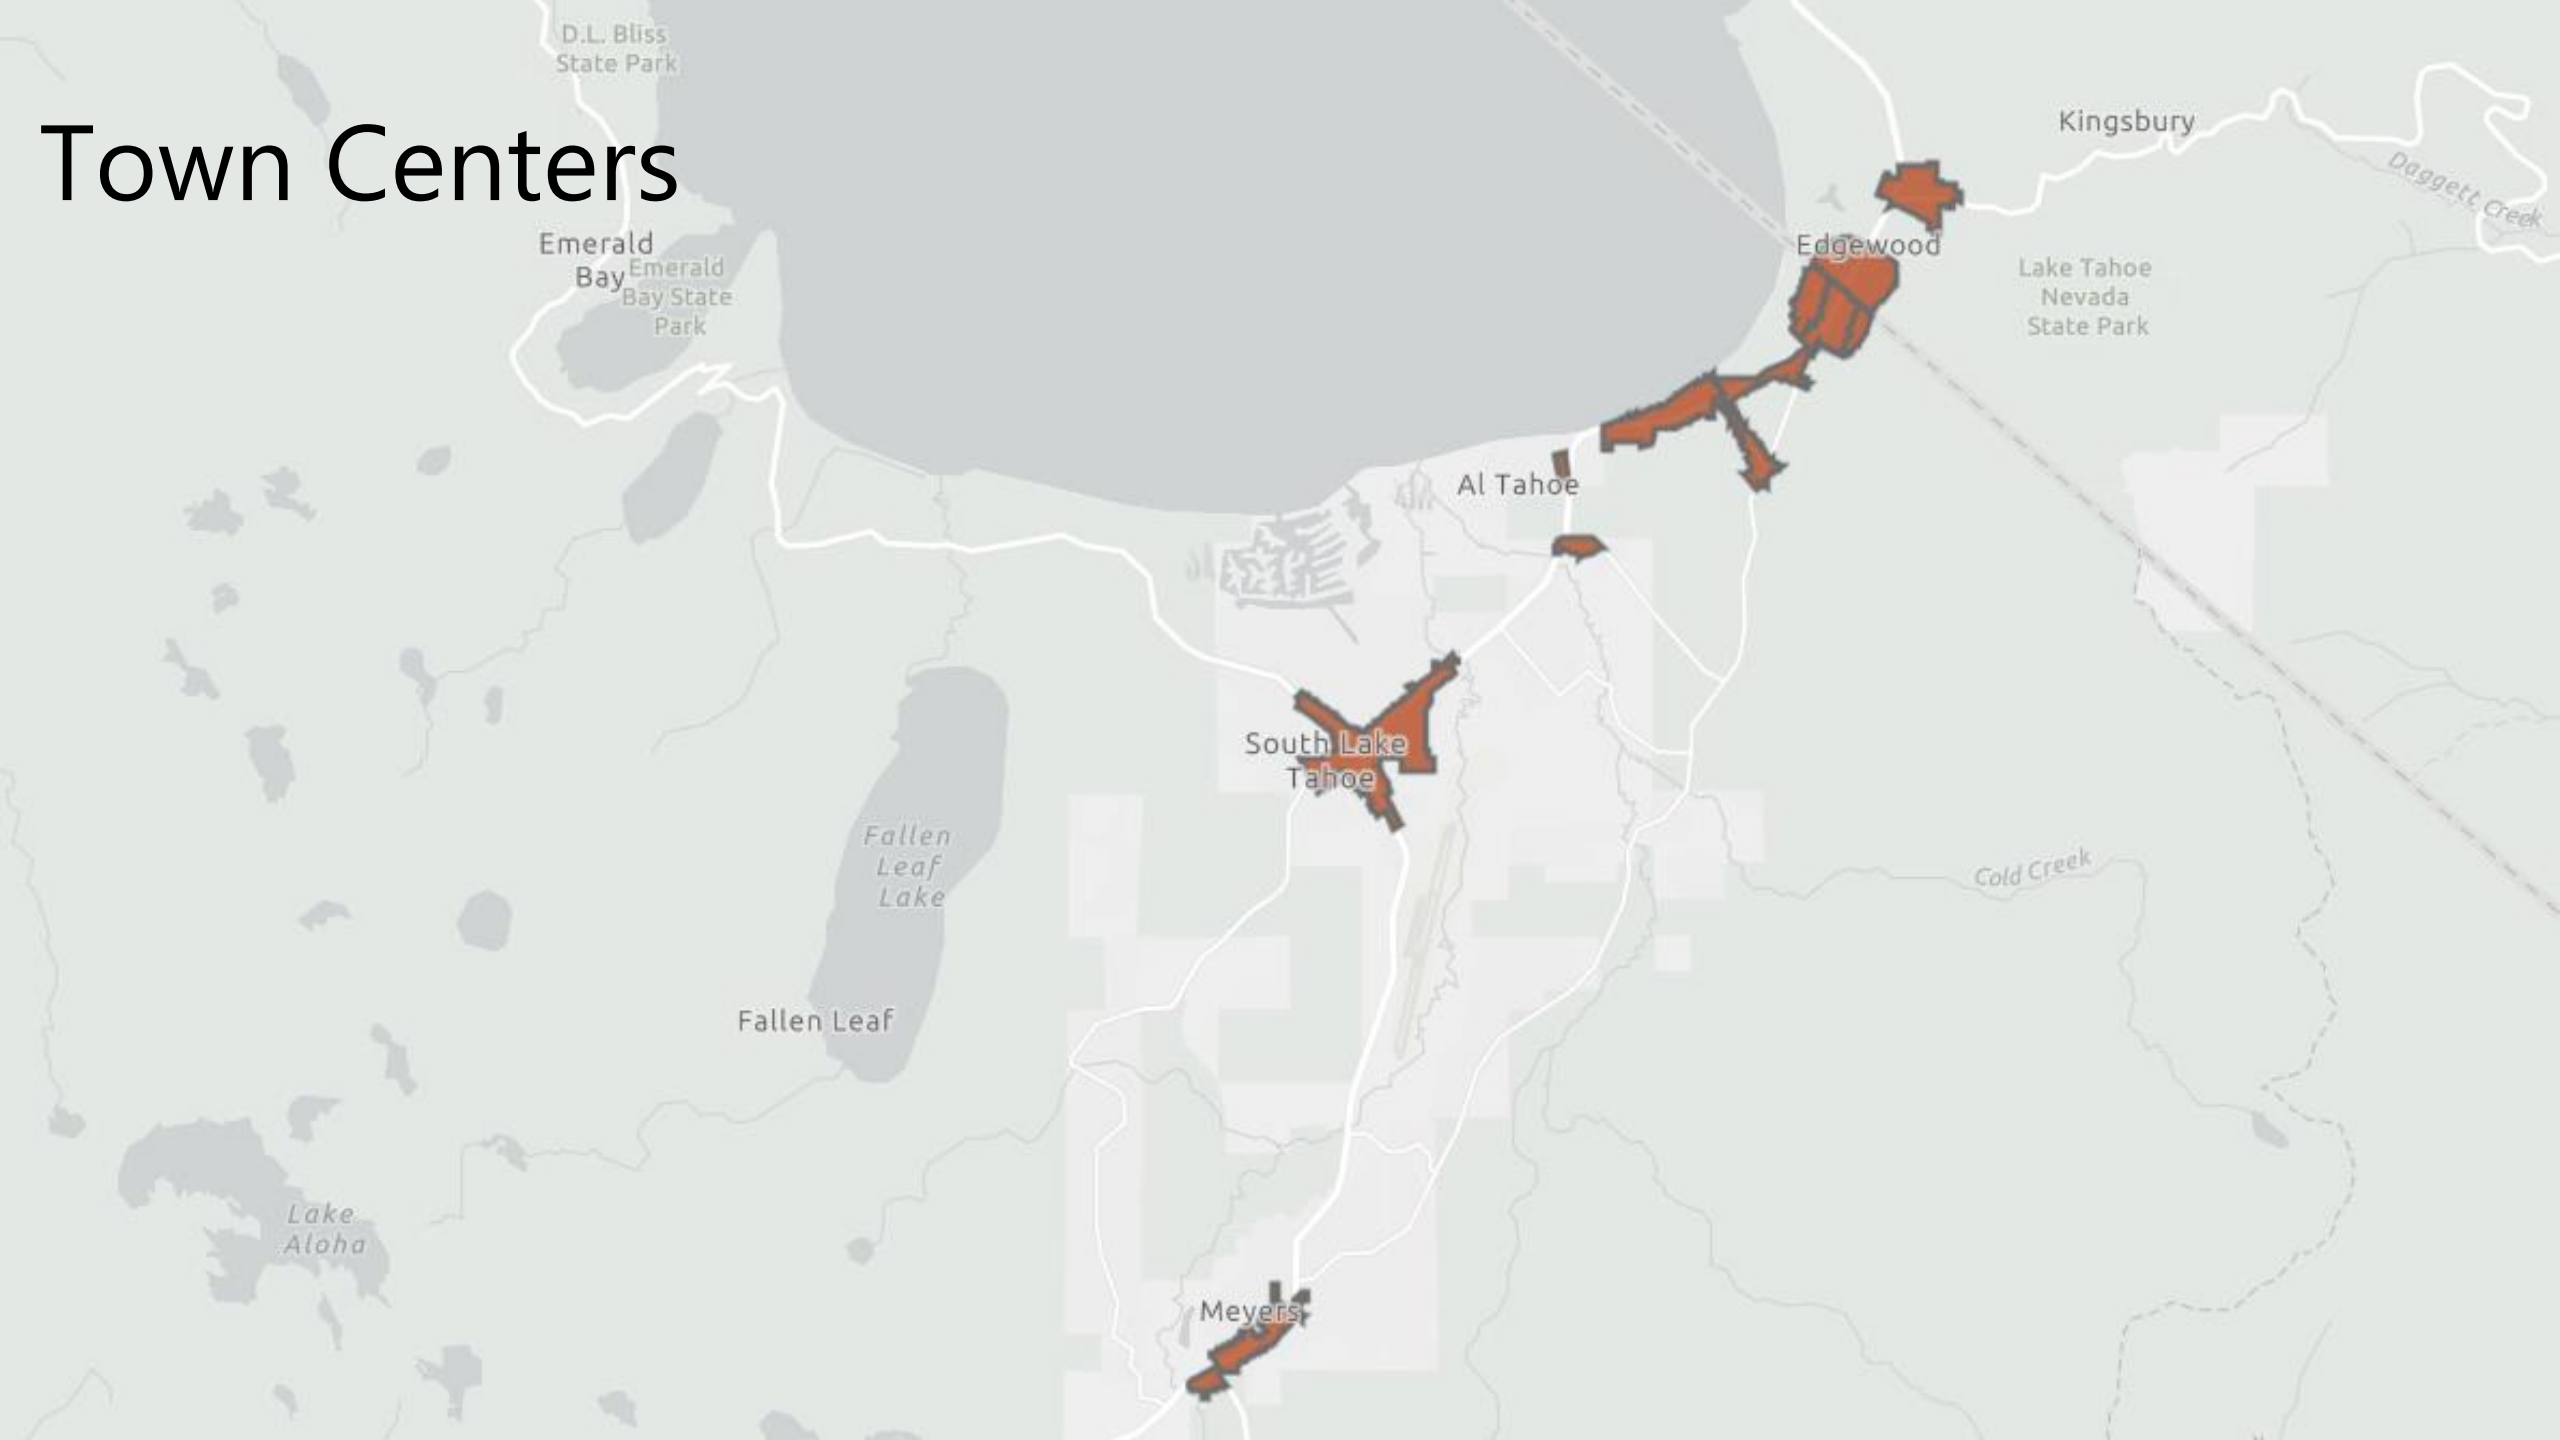 D.L. Bliss
State Park
Town Centers
Kingsbury
Daggett Creek
Emerald
Bay
Emerald
Bay State
Park
Edgewood
Lake Tahoe
Nevada
State Park
Al Tahoe
South Lake
Tahoe
Fallen
Leaf
Lake
Cold Creek
Fallen Leaf
Lake
Aloha
Meyers